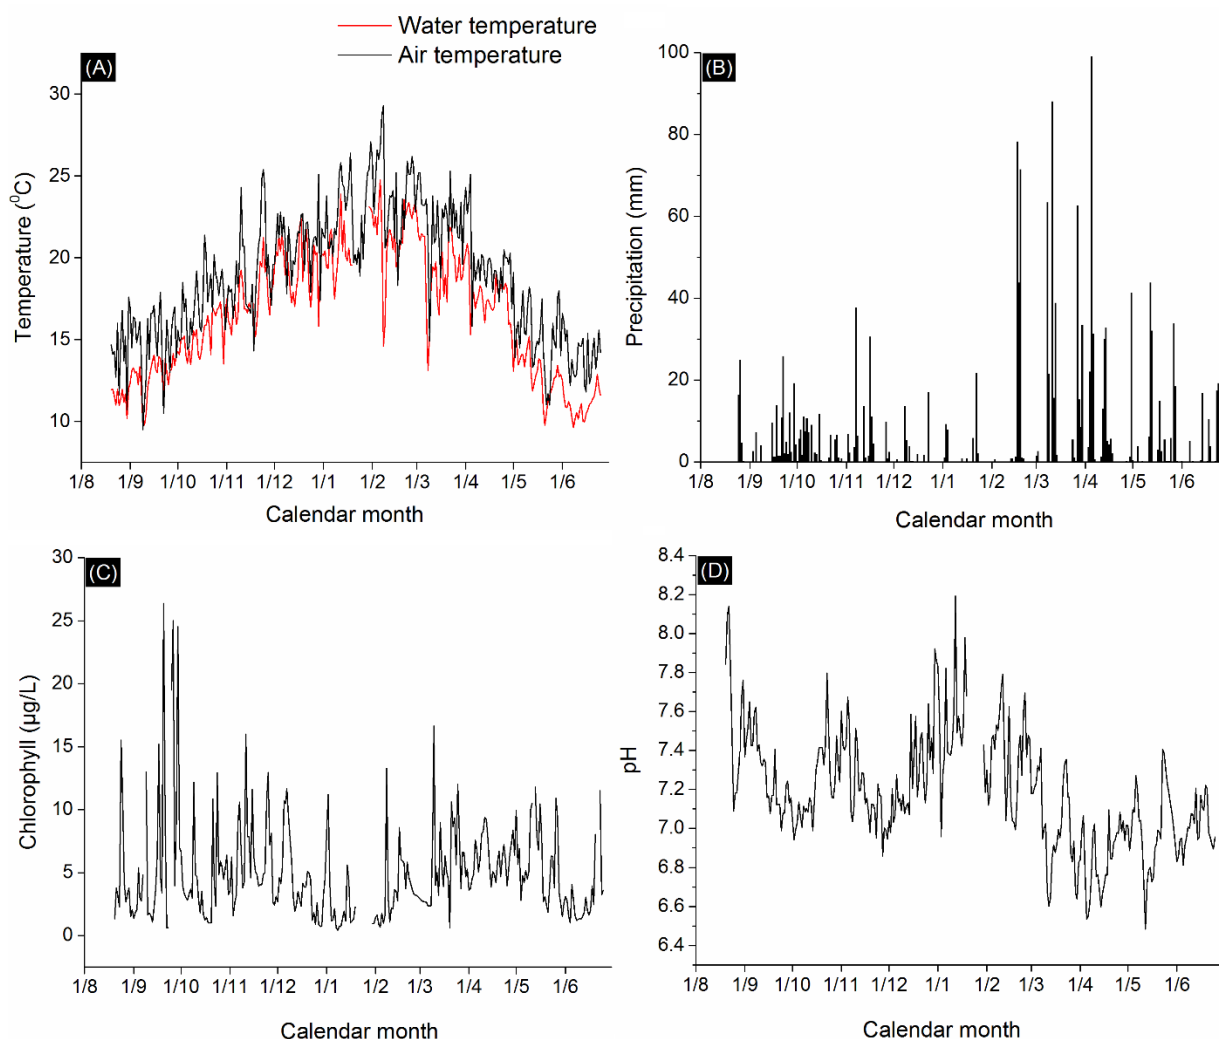 Water temperature
Air temperature
(A)
30
25
20
15
10
Temperature (⁰C)
1/8 1/9 1/10 1/11 1/12 1/1 1/2 1/3 1/4 1/5 1/6
Calendar month
(B)
100
80
60
40
20
0
Precipitation (mm)
1/8 1/9 1/10 1/11 1/12 1/1 1/2 1/3 1/4 1/5 1/6
Calendar month
(C)
30
25
20
15
10
5
0
Chlorophyll (µg/L)
1/8 1/9 1/10 1/11 1/12 1/1 1/2 1/3 1/4 1/5 1/6
Calendar month
(D)
8.4
8.2
8.0
7.8
7.6
7.4
7.2
7.0
6.8
6.6
6.4
pH
1/8 1/9 1/10 1/11 1/12 1/1 1/2 1/3 1/4 1/5 1/6
Calendar month